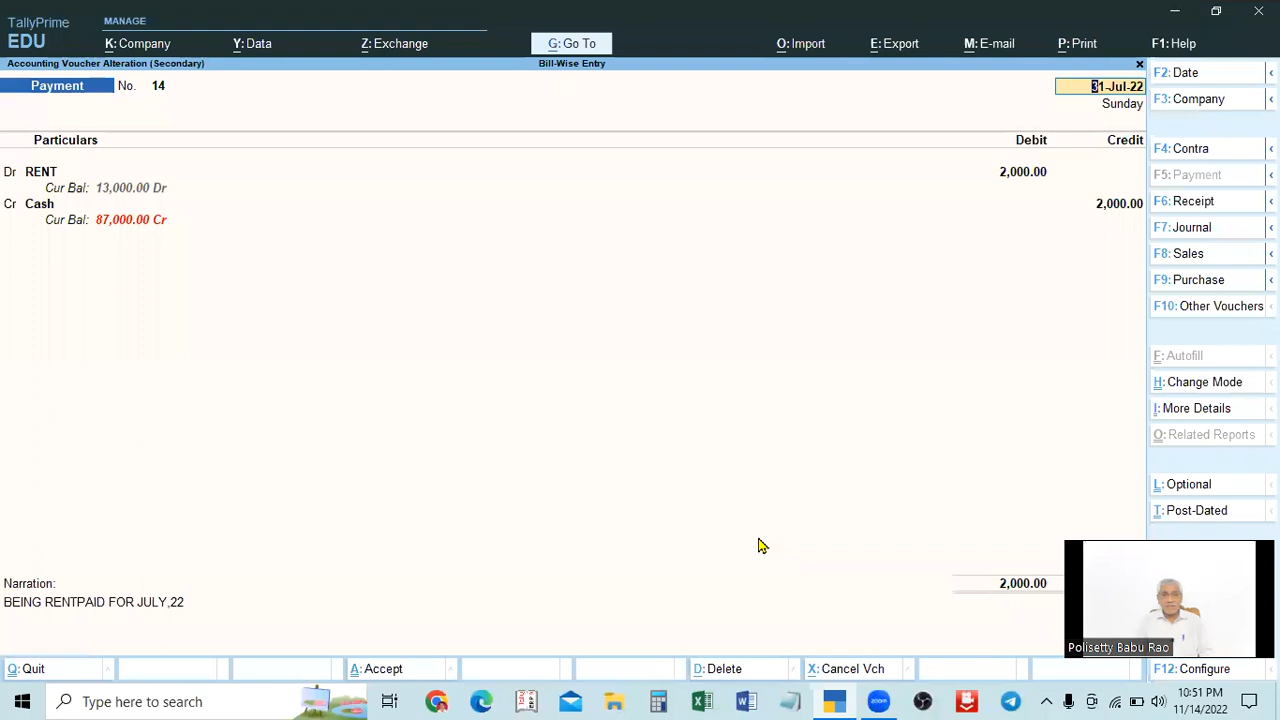 TallyPrime
EDU
MANAGE
K: Company
Y: Data
Z: Exchange
G: Go To
O: Import
E: Export
M: E-mail
P: Print
F1: Help
Accounting Voucher Alteration (Secondary)
Bill-Wise Entry
Payment No. 14
31-Jul-22
Sunday
Particulars Debit Credit
Dr RENT 2,000.00
Cur Bal: 13,000.00 Dr
Cr Cash 2,000.00
Cur Bal: 87,000.00 Cr
Narration:
2,000.00
BEING RENTPAID FOR JULY,22
F2: Date
F3: Company
F4: Contra
F5: Payment
F6: Receipt
F7: Journal
F8: Sales
F9: Purchase
F10: Other Vouchers
F: Autofill
H: Change Mode
I: More Details
O: Related Reports
L: Optional
T: Post-Dated
Polisetty Babu Rao
Q: Quit
A: Accept
D: Delete
X: Cancel Vch
F12: Configure
Type here to search
zoom
10:51 PM
11/14/2022